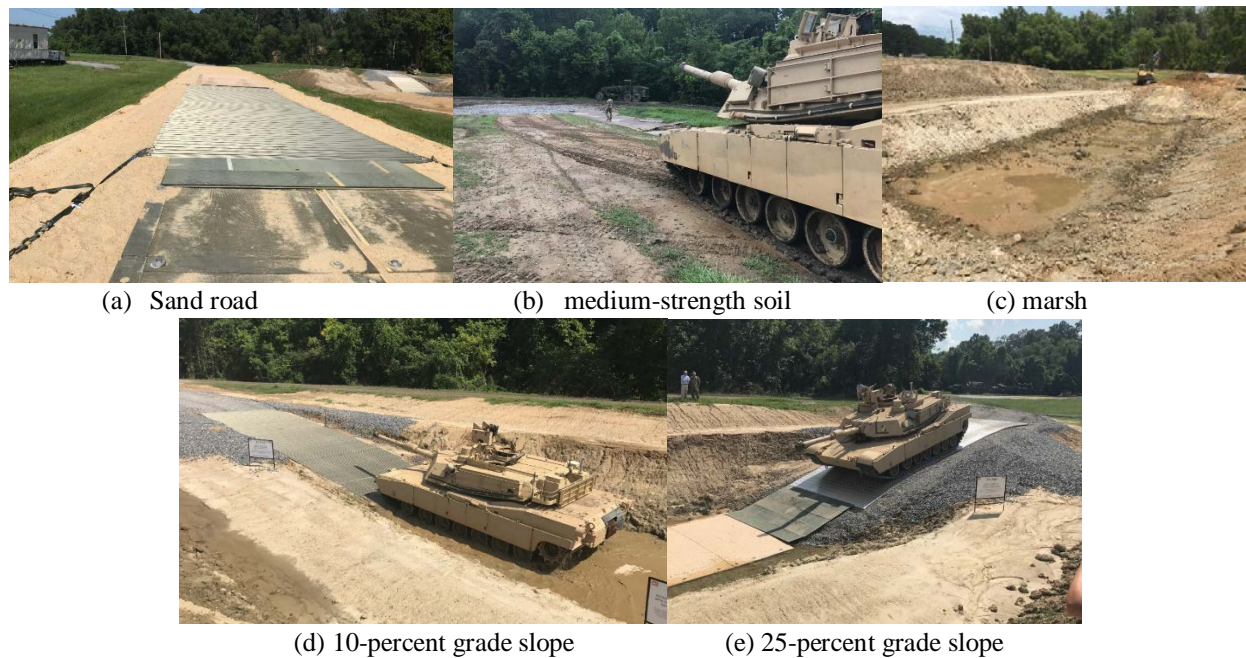 (a) Sand road
(b) medium-strength soil
(c) marsh
(d) 10-percent grade slope
(e) 25-percent grade slope